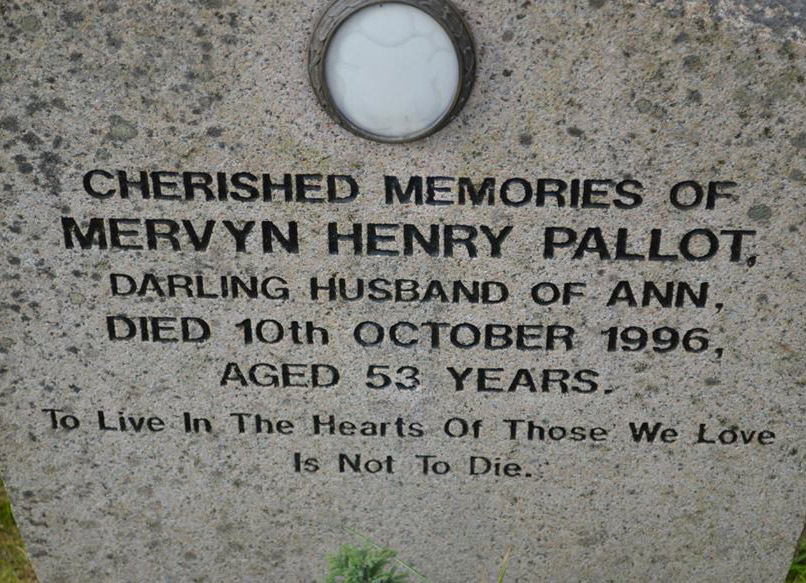 CHERISHED MEMORIES OF
MERVYN HENRY PALLOT,
DARLING HUSBAND OF ANN,
DIED 10th OCTOBER 1996,
AGED 53 YEARS.
To Live In The Hearts Of Those We Love
Is Not To Die.